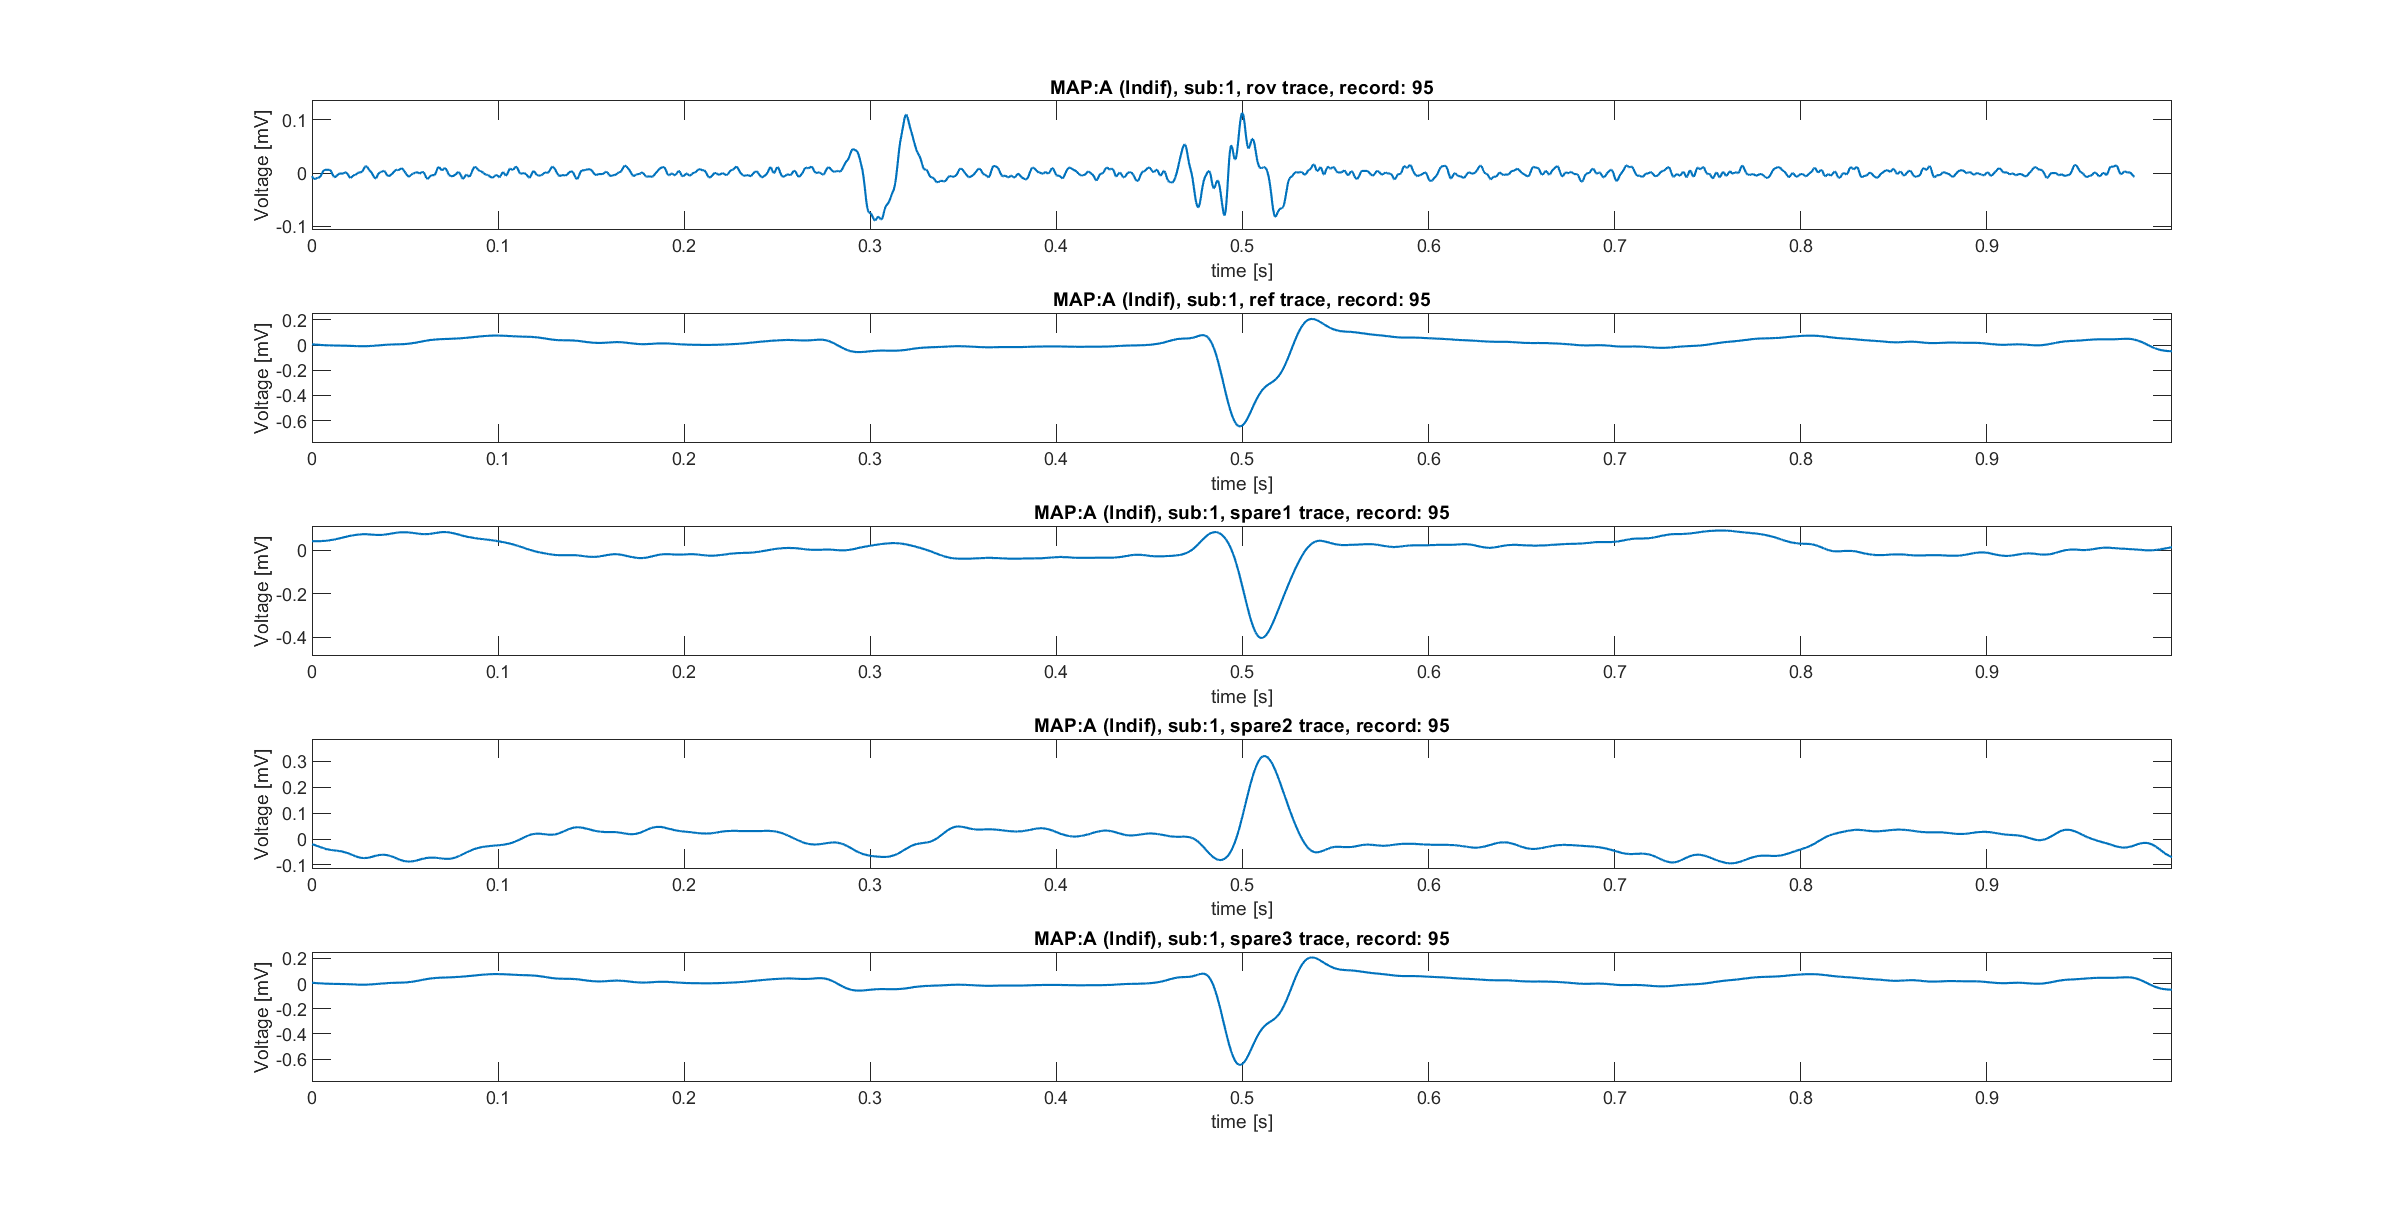 MAP:A (Indif), sub:1, rov trace, record: 95
Voltage [mV]
0.1
0
-0.1
0 0.1 0.2 0.3 0.4 0.5 0.6 0.7 0.8 0.9
time [s]
MAP:A (Indif), sub:1, ref trace, record: 95
Voltage [mV]
0.2
0
-0.2
-0.4
-0.6
0 0.1 0.2 0.3 0.4 0.5 0.6 0.7 0.8 0.9
time [s]
MAP:A (Indif), sub:1, spare1 trace, record: 95
Voltage [mV]
0
-0.2
-0.4
0 0.1 0.2 0.3 0.4 0.5 0.6 0.7 0.8 0.9
time [s]
MAP:A (Indif), sub:1, spare2 trace, record: 95
Voltage [mV]
0.3
0.2
0.1
0
-0.1
0 0.1 0.2 0.3 0.4 0.5 0.6 0.7 0.8 0.9
time [s]
MAP:A (Indif), sub:1, spare3 trace, record: 95
Voltage [mV]
0.2
0
-0.2
-0.4
-0.6
0 0.1 0.2 0.3 0.4 0.5 0.6 0.7 0.8 0.9
time [s]